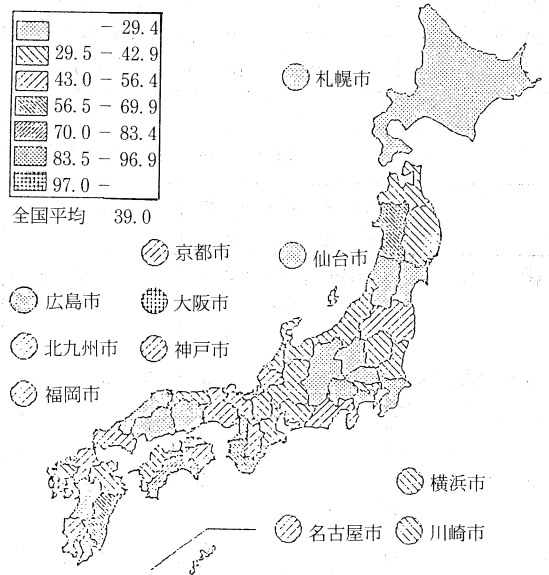 − 29.4
29.5 − 42.9
43.0 − 56.4
56.5 − 69.9
70.0 − 83.4
83.5 − 96.9
97.0 −
全国平均 39.0
札幌市
京都市
仙台市
広島市
大阪市
北九州市
神戸市
福岡市
横浜市
名古屋市
川崎市